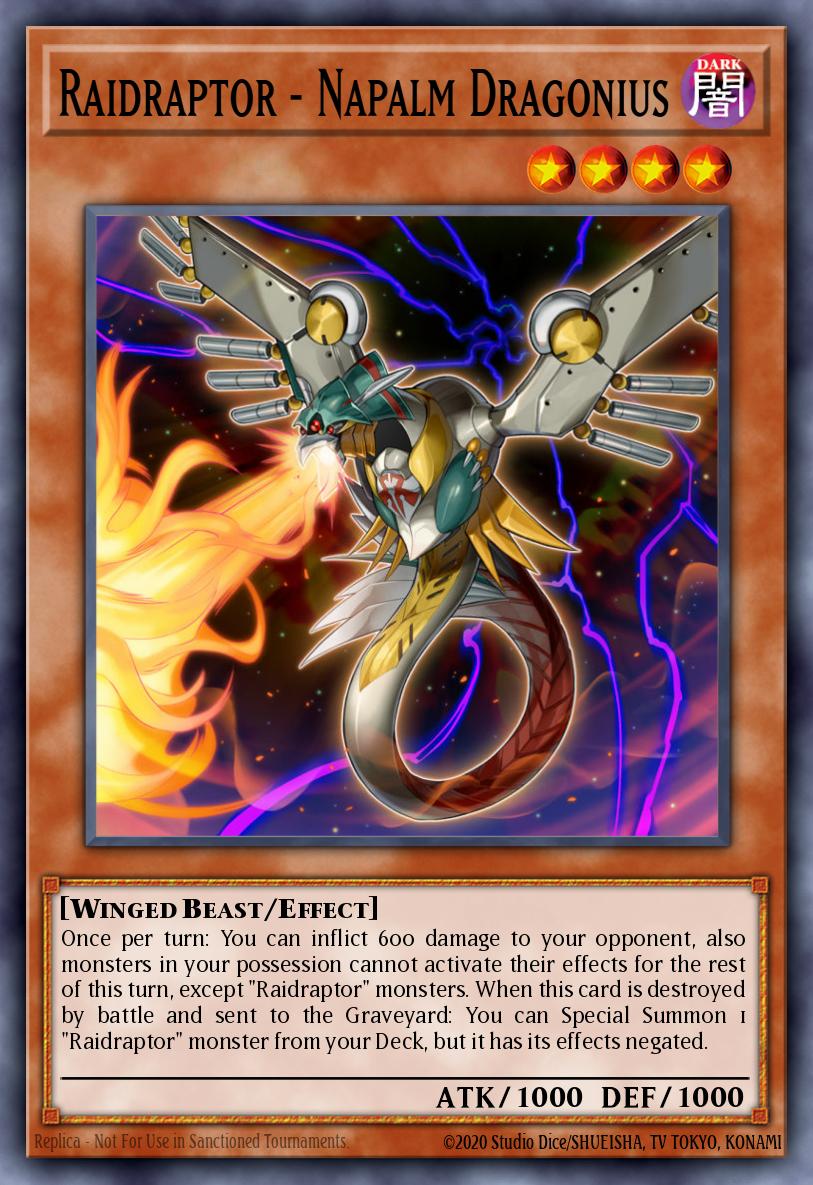 Raidraptor - Napalm Dragonius
DARK
闇
[Winged Beast/Effect]
Once per turn: You can inflict 600 damage to your opponent, also
monsters in your possession cannot activate their effects for the rest
of this turn, except "Raidraptor" monsters. When this card is destroyed
by battle and sent to the Graveyard: You can Special Summon 1
"Raidraptor" monster from your Deck, but it has its effects negated.
ATK/1000 DEF/1000
Replica - Not For Use in Sanctioned Tournaments.
©2020 Studio Dice/SHUEISHA, TV TOKYO, KONAMI